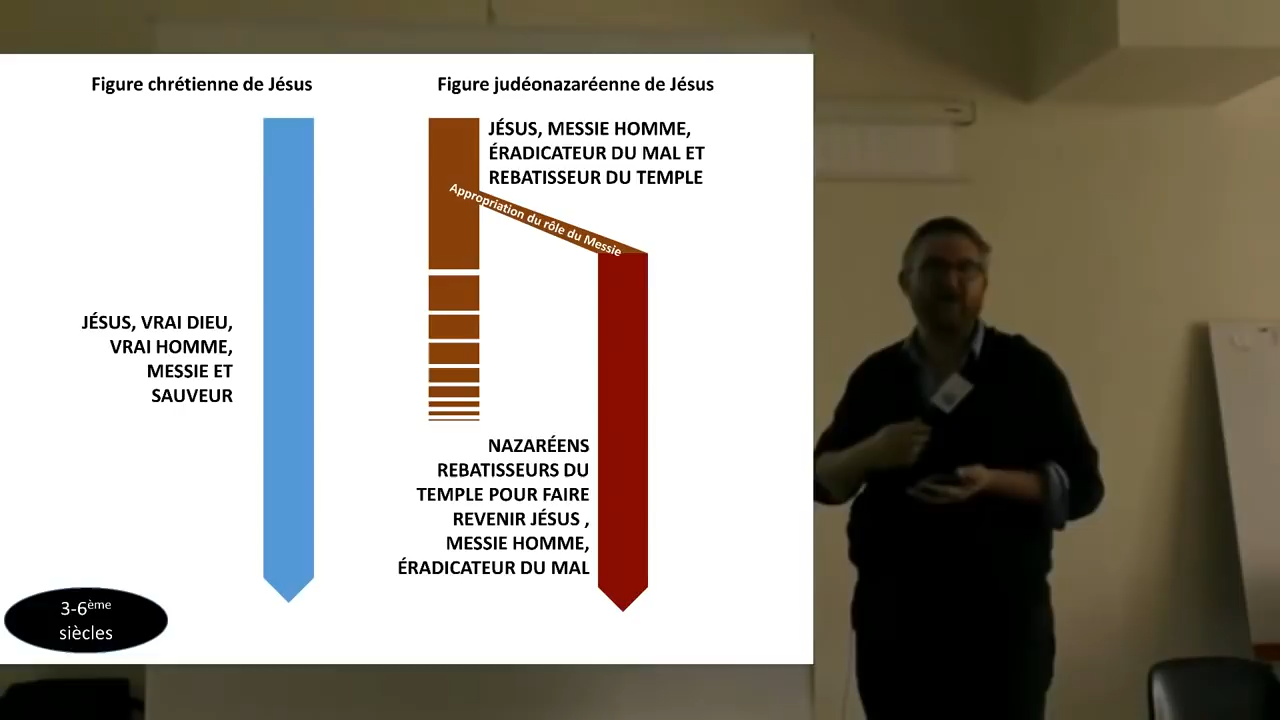 Figure chrétienne de Jésus
Figure judéonazaréenne de Jésus
JÉSUS, MESSIE HOMME,
ÉRADICATEUR DU MAL ET
REBATISSEUR DU TEMPLE
Appropriation du rôle du Messie
JÉSUS, VRAI DIEU,
VRAI HOMME,
MESSIE ET
SAUVEUR
NAZARÉENS
REBATISSEURS DU
TEMPLE POUR FAIRE
REVENIR JÉSUS ,
MESSIE HOMME,
ÉRADICATEUR DU MAL
3-6ème
siècles